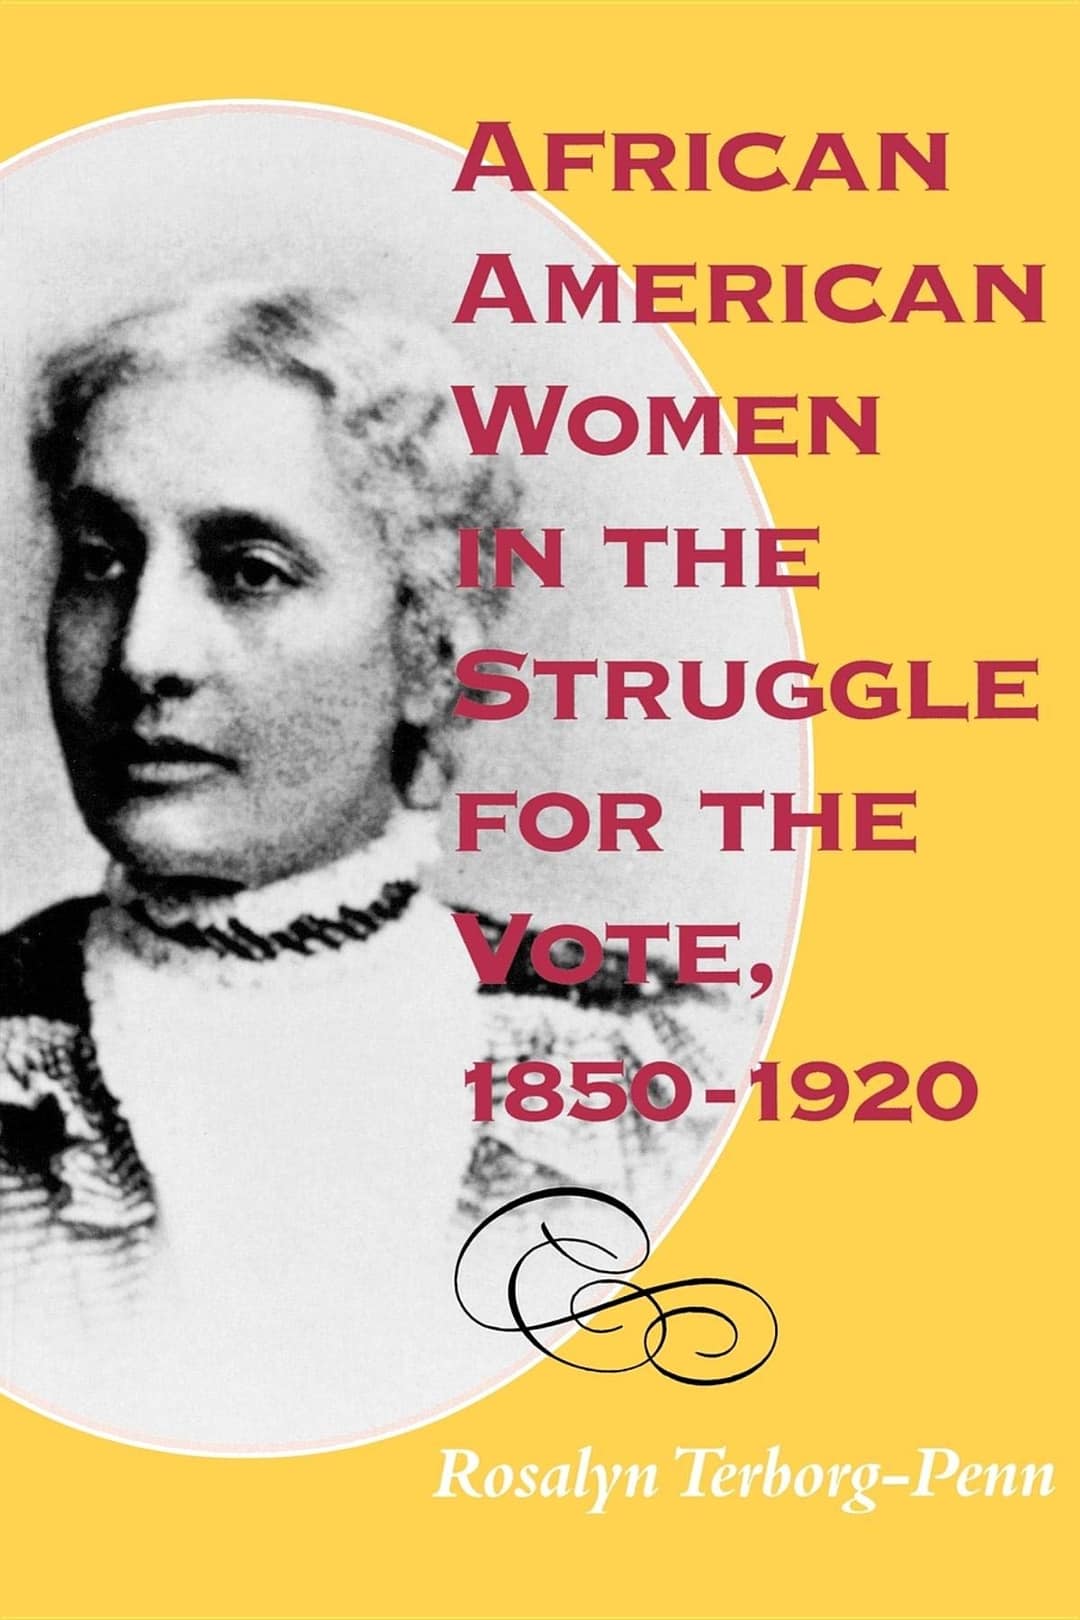 AFRICAN
AMERICAN
WOMEN
IN THE
STRUGGLE
FOR THE
VOTE,
1850-1920
Rosalyn Terborg-Penn